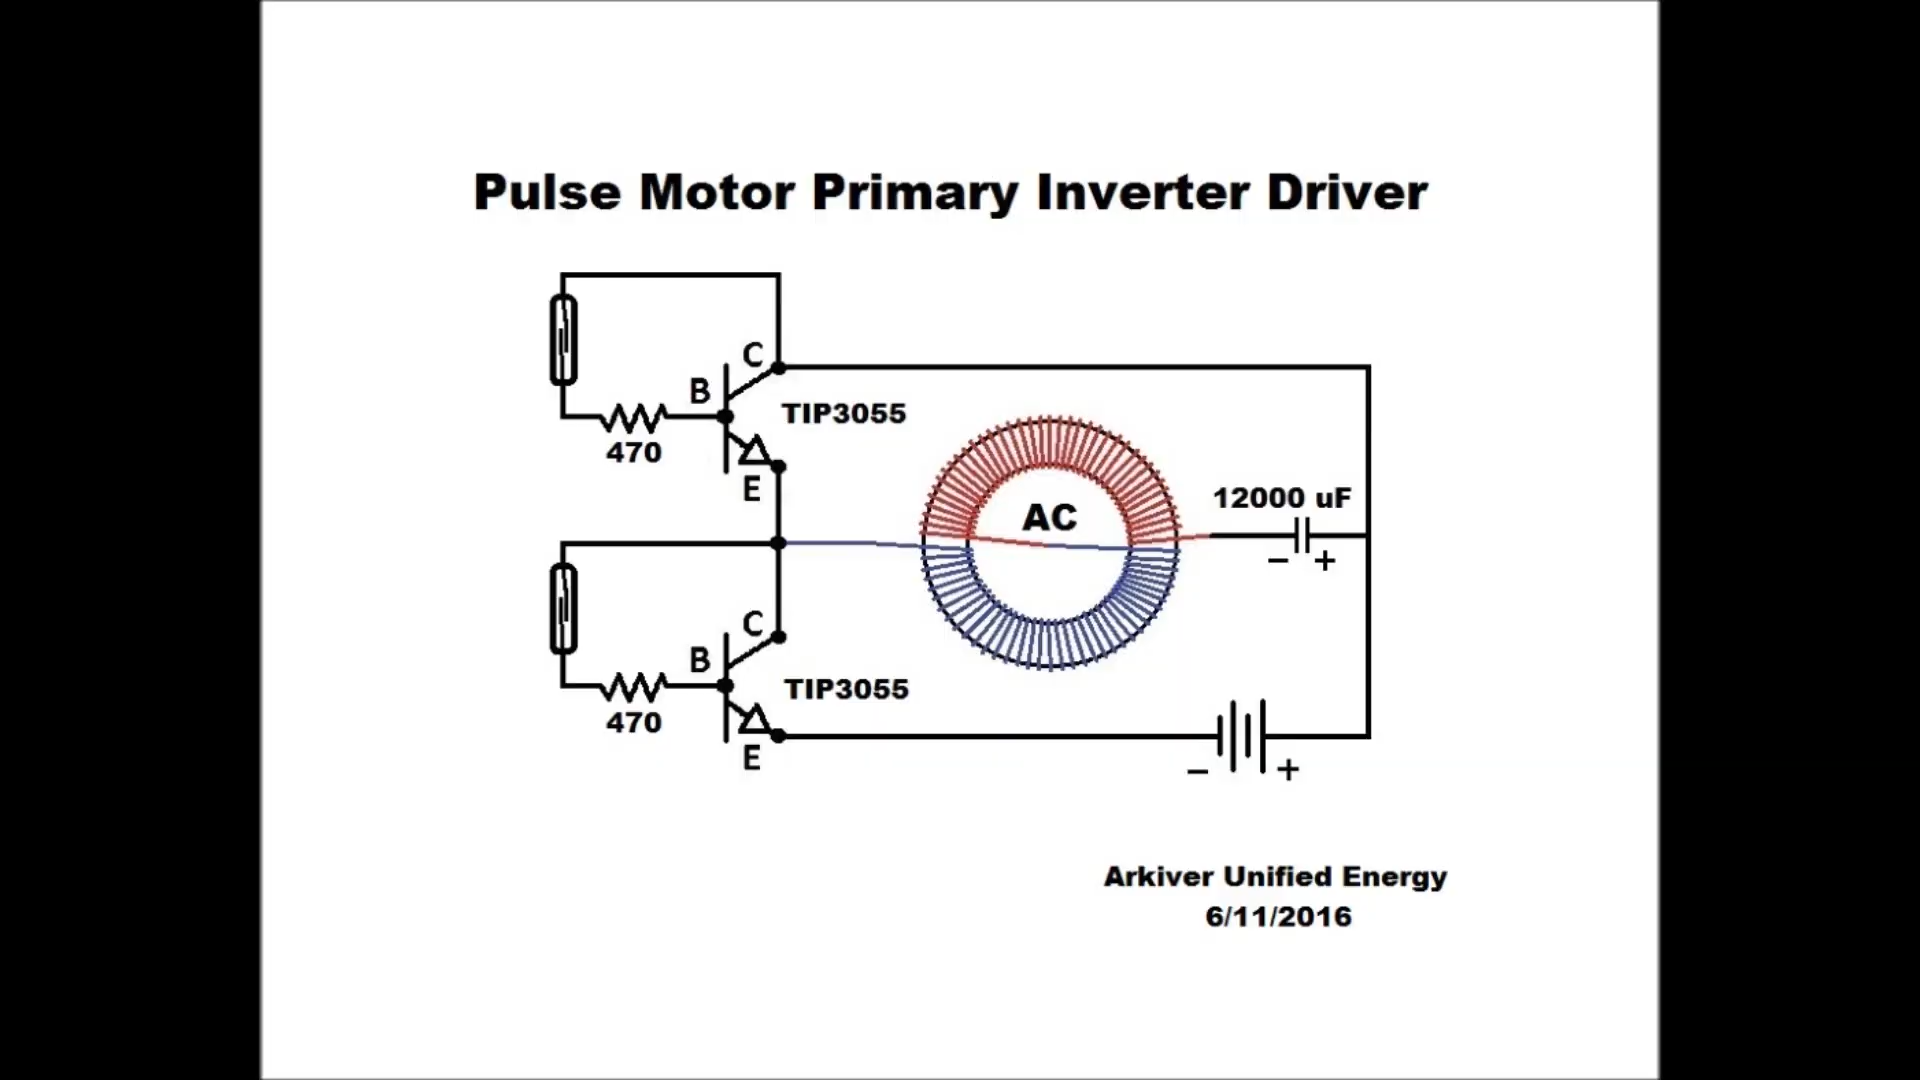 Pulse Motor Primary Inverter Driver
C
B
TIP3055
470
E
AC
12000 uF
- +
C
B
TIP3055
470
E
- +
Arkiver Unified Energy
6/11/2016